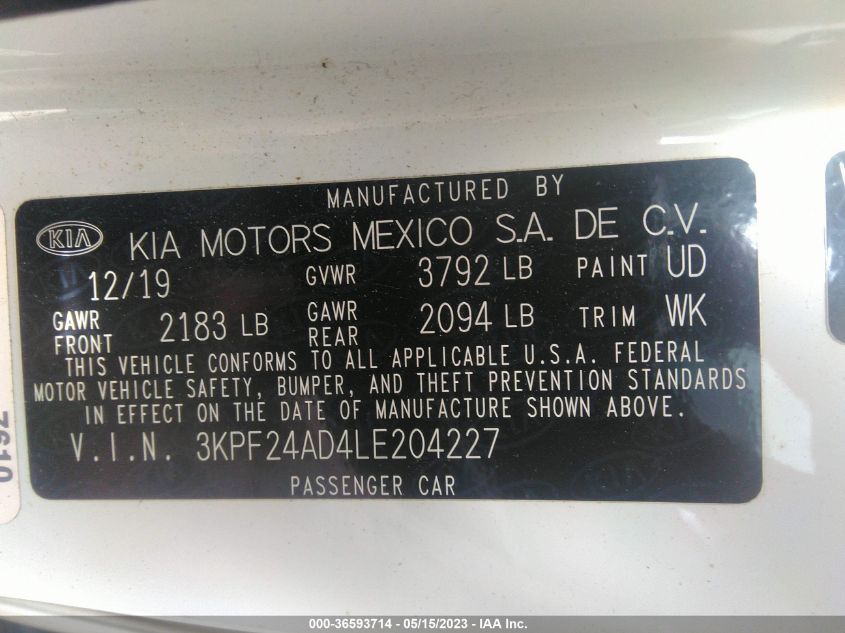 MANUFACTURED BY
KIA KIA MOTORS MEXICO S.A. DE C.V.
12/19 GVWR 3792 LB PAINT UD
GAWR FRONT 2183 LB GAWR REAR 2094 LB TRIM WK
THIS VEHICLE CONFORMS TO ALL APPLICABLE U.S.A. FEDERAL
MOTOR VEHICLE SAFETY, BUMPER, AND THEFT PREVENTION STANDARDS
IN EFFECT ON THE DATE OF MANUFACTURE SHOWN ABOVE.
V.I.N. 3KPF24AD4LE204227
PASSENGER CAR
000-36593714 - 05/15/2023 - IAA Inc.